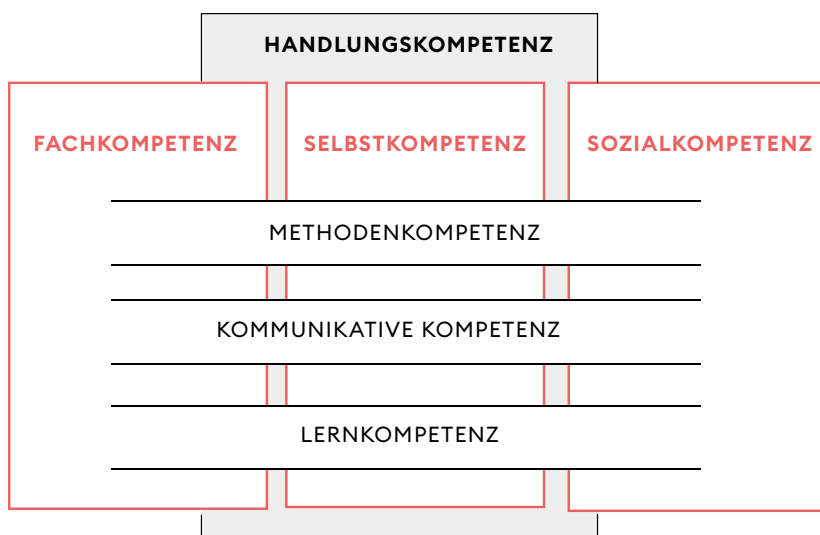 HANDLUNGSKOMPETENZ
FACHKOMPETENZ
SELBSTKOMPETENZ
SOZIALKOMPETENZ
METHODENKOMPETENZ
KOMMUNIKATIVE KOMPETENZ
LERNKOMPETENZ